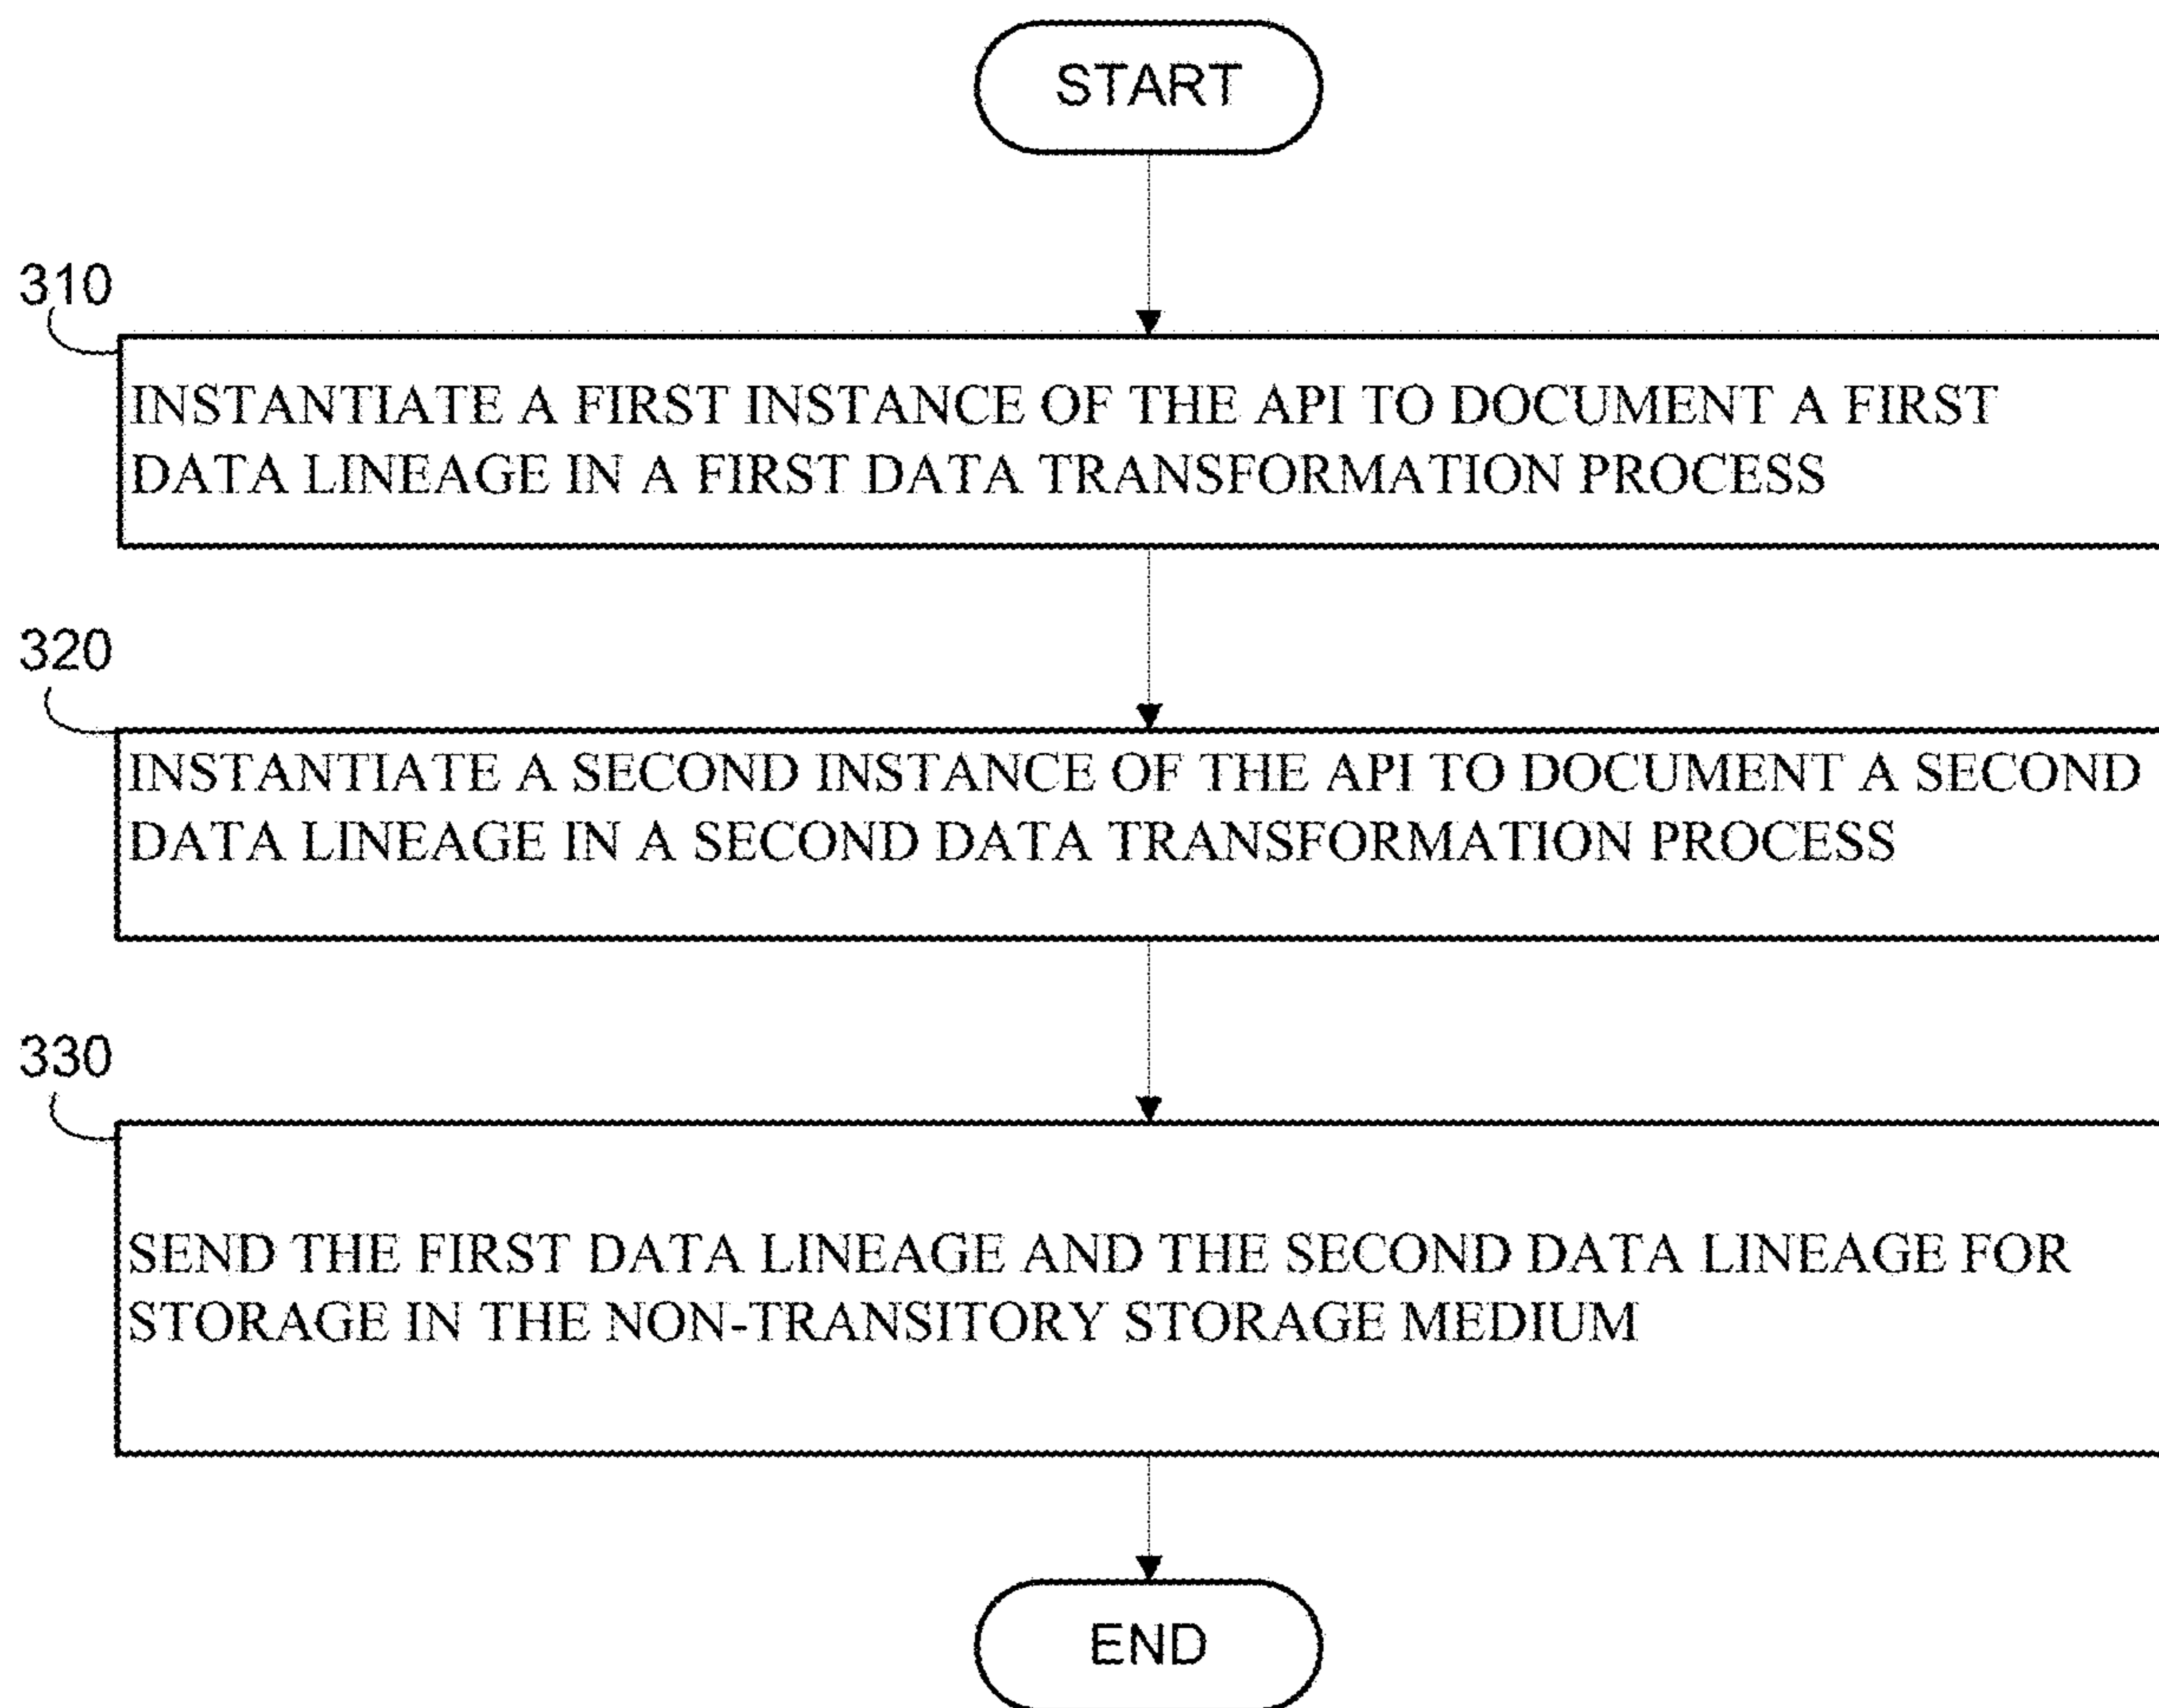 START
310
INSTANTIATE A FIRST INSTANCE OF THE API TO DOCUMENT A FIRST
DATA LINEAGE IN A FIRST DATA TRANSFORMATION PROCESS
320
INSTANTIATE A SECOND INSTANCE OF THE API TO DOCUMENT A SECOND
DATA LINEAGE IN A SECOND DATA TRANSFORMATION PROCESS
330
SEND THE FIRST DATA LINEAGE AND THE SECOND DATA LINEAGE FOR
STORAGE IN THE NON-TRANSITORY STORAGE MEDIUM
END